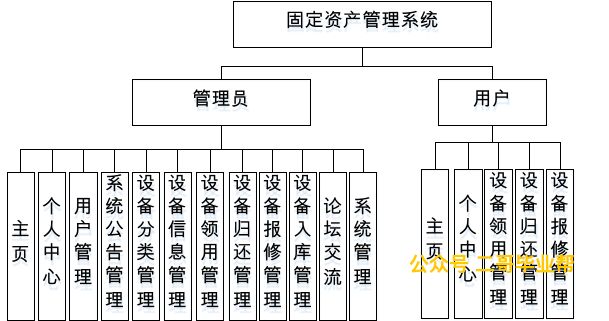 固定资产管理系统
管理员
用户
主页
个人中心
用户管理
系统公告管理
设备分类管理
设备信息管理
设备领用管理
设备归还管理
设备报修管理
设备入库管理
论坛交流
系统管理
主页
个人中心
设备领用管理
设备归还管理
设备报修管理
公众号 二哥毕业帮